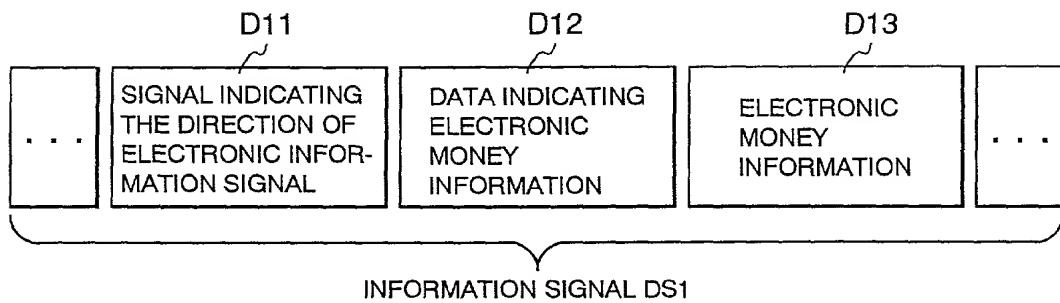 D11
D12
D13
. . .
SIGNAL INDICATING
THE DIRECTION OF
ELECTRONIC INFOR-
MATION SIGNAL
DATA INDICATING
ELECTRONIC
MONEY
INFORMATION
ELECTRONIC
MONEY
INFORMATION
. . .
INFORMATION SIGNAL DS1